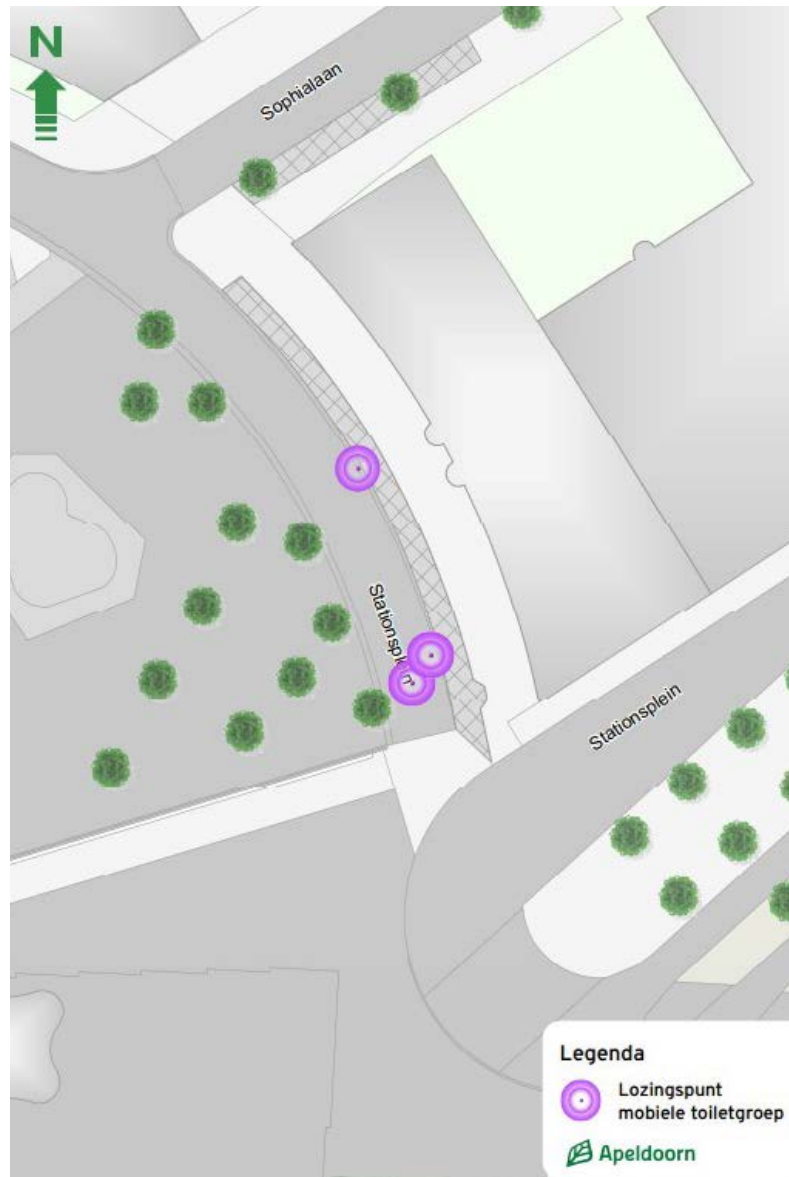 N
Sophialaan
Stationsplein
Stationsplein
Legenda
Lozingspunt
mobiele toiletgroep
Apeldoorn